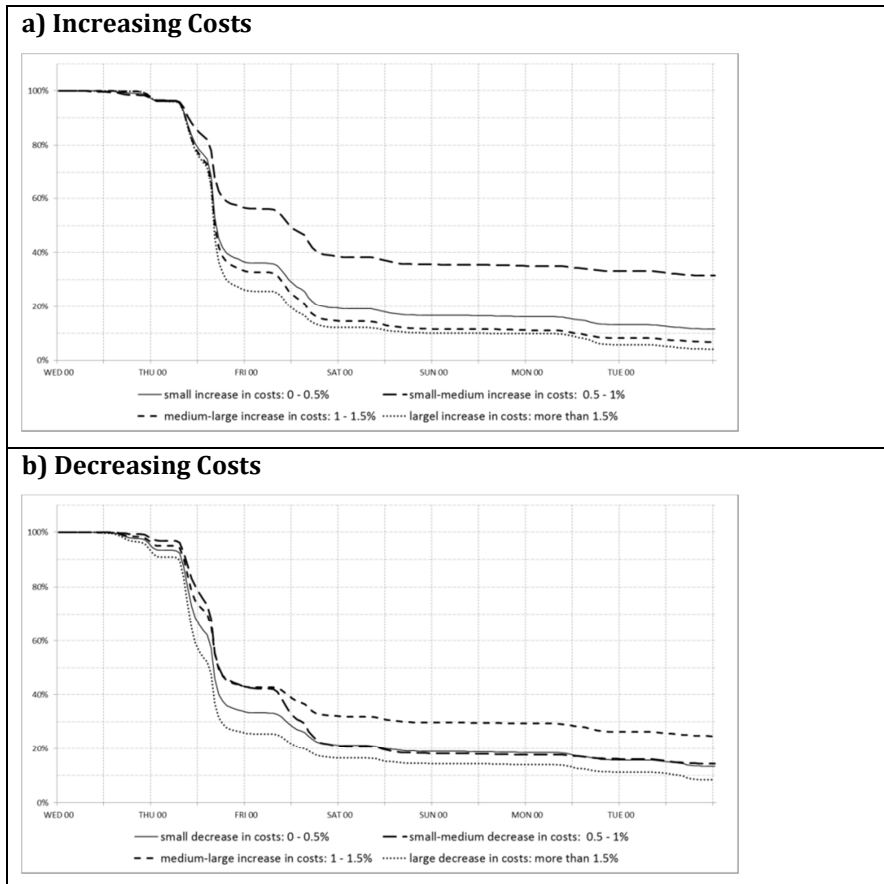 a) Increasing Costs
100%
80%
60%
40%
20%
0%
WED 00 THU 00 FRI 00 SAT 00 SUN 00 MON 00 TUE 00
small increase in costs: 0 - 0.5% small-medium increase in costs: 0.5 - 1%
medium-large increase in costs: 1 - 1.5% largel increase in costs: more than 1.5%
b) Decreasing Costs
100%
80%
60%
40%
20%
0%
WED 00 THU 00 FRI 00 SAT 00 SUN 00 MON 00 TUE 00
small decrease in costs: 0 - 0.5% small-medium decrease in costs: 0.5 - 1%
medium-large increase in costs: 1 - 1.5% large decrease in costs: more than 1.5%